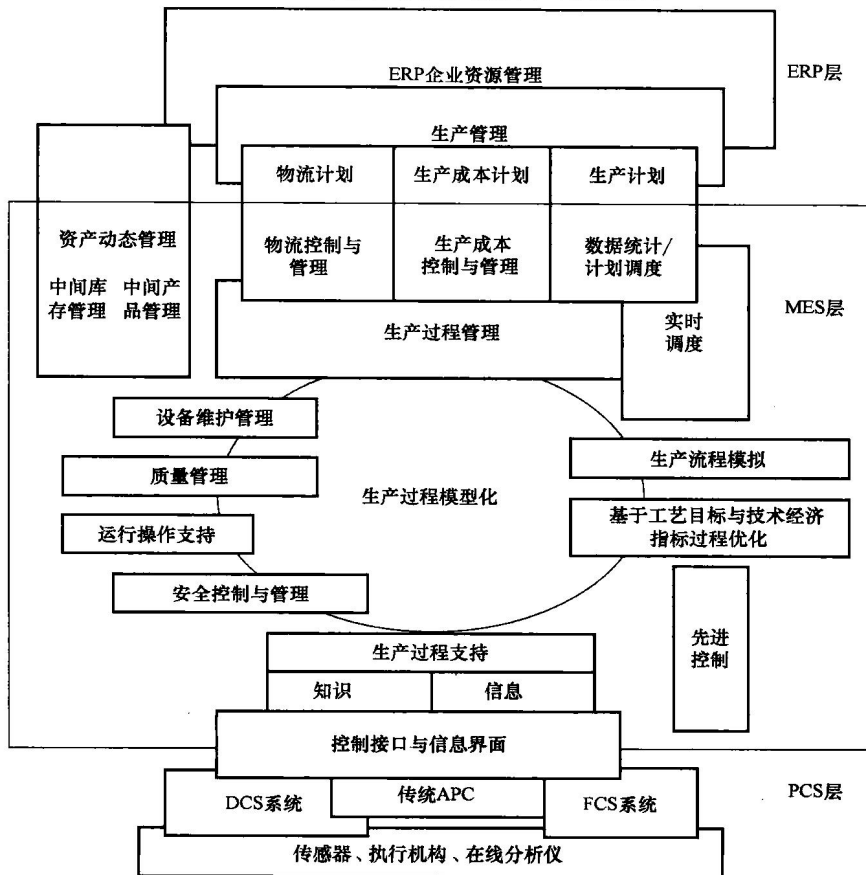 ERP企业资源管理
ERP层
生产管理
物流计划
生产成本计划
生产计划
资产动态管理
中间库
存管理
中间产
品管理
物流控制与
管理
生产成本
控制与管理
数据统计/
计划调度
生产过程管理
实时
调度
MES层
设备维护管理
质量管理
运行操作支持
安全控制与管理
生产过程模型化
生产流程模拟
基于工艺目标与技术经济
指标过程优化
先进
控制
生产过程支持
知识
信息
控制接口与信息界面
DCS系统
传统APC
FCS系统
PCS层
传感器、执行机构、在线分析仪